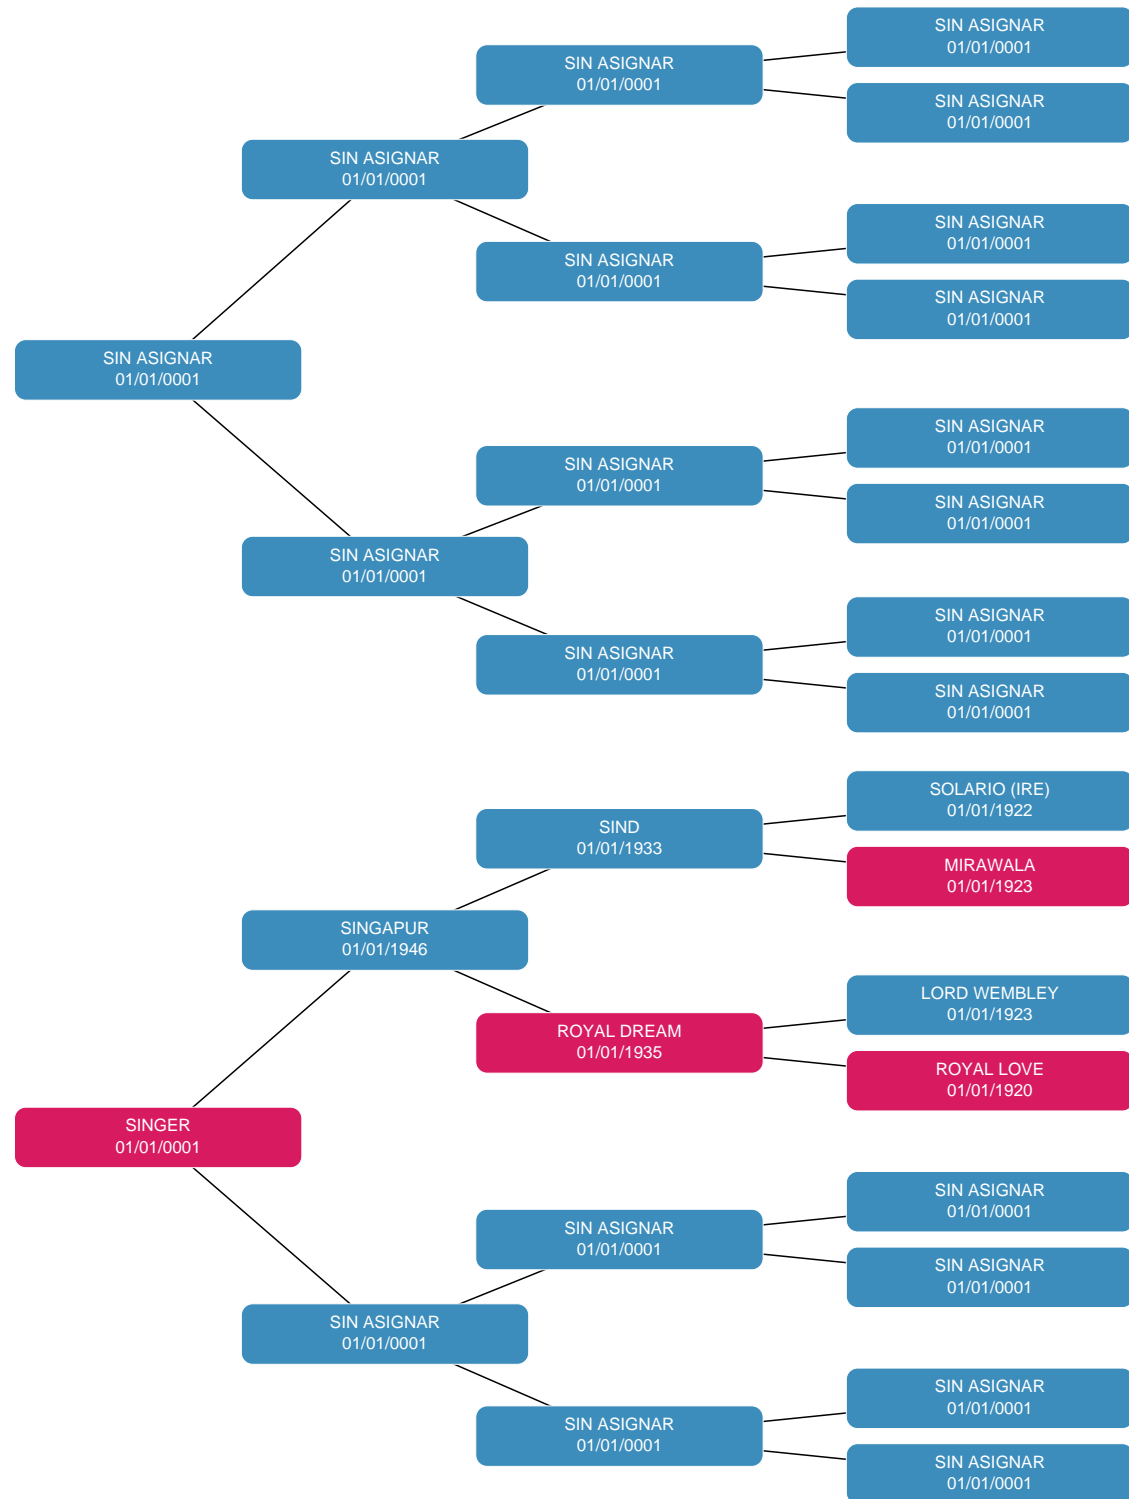 SIN ASIGNAR
01/01/0001
SIN ASIGNAR
01/01/0001
SIN ASIGNAR
01/01/0001
SIN ASIGNAR
01/01/0001
SIN ASIGNAR
01/01/0001
SIN ASIGNAR
01/01/0001
SIN ASIGNAR
01/01/0001
SIN ASIGNAR
01/01/0001
SIN ASIGNAR
01/01/0001
SIN ASIGNAR
01/01/0001
SIN ASIGNAR
01/01/0001
SIN ASIGNAR
01/01/0001
SIN ASIGNAR
01/01/0001
SIN ASIGNAR
01/01/0001
SIN ASIGNAR
01/01/0001
SOLARIO (IRE)
01/01/1922
SIND
01/01/1933
MIRAWALA
01/01/1923
SINGAPUR
01/01/1946
LORD WEMBLEY
01/01/1923
ROYAL DREAM
01/01/1935
ROYAL LOVE
01/01/1920
SINGER
01/01/0001
SIN ASIGNAR
01/01/0001
SIN ASIGNAR
01/01/0001
SIN ASIGNAR
01/01/0001
SIN ASIGNAR
01/01/0001
SIN ASIGNAR
01/01/0001
SIN ASIGNAR
01/01/0001
SIN ASIGNAR
01/01/0001